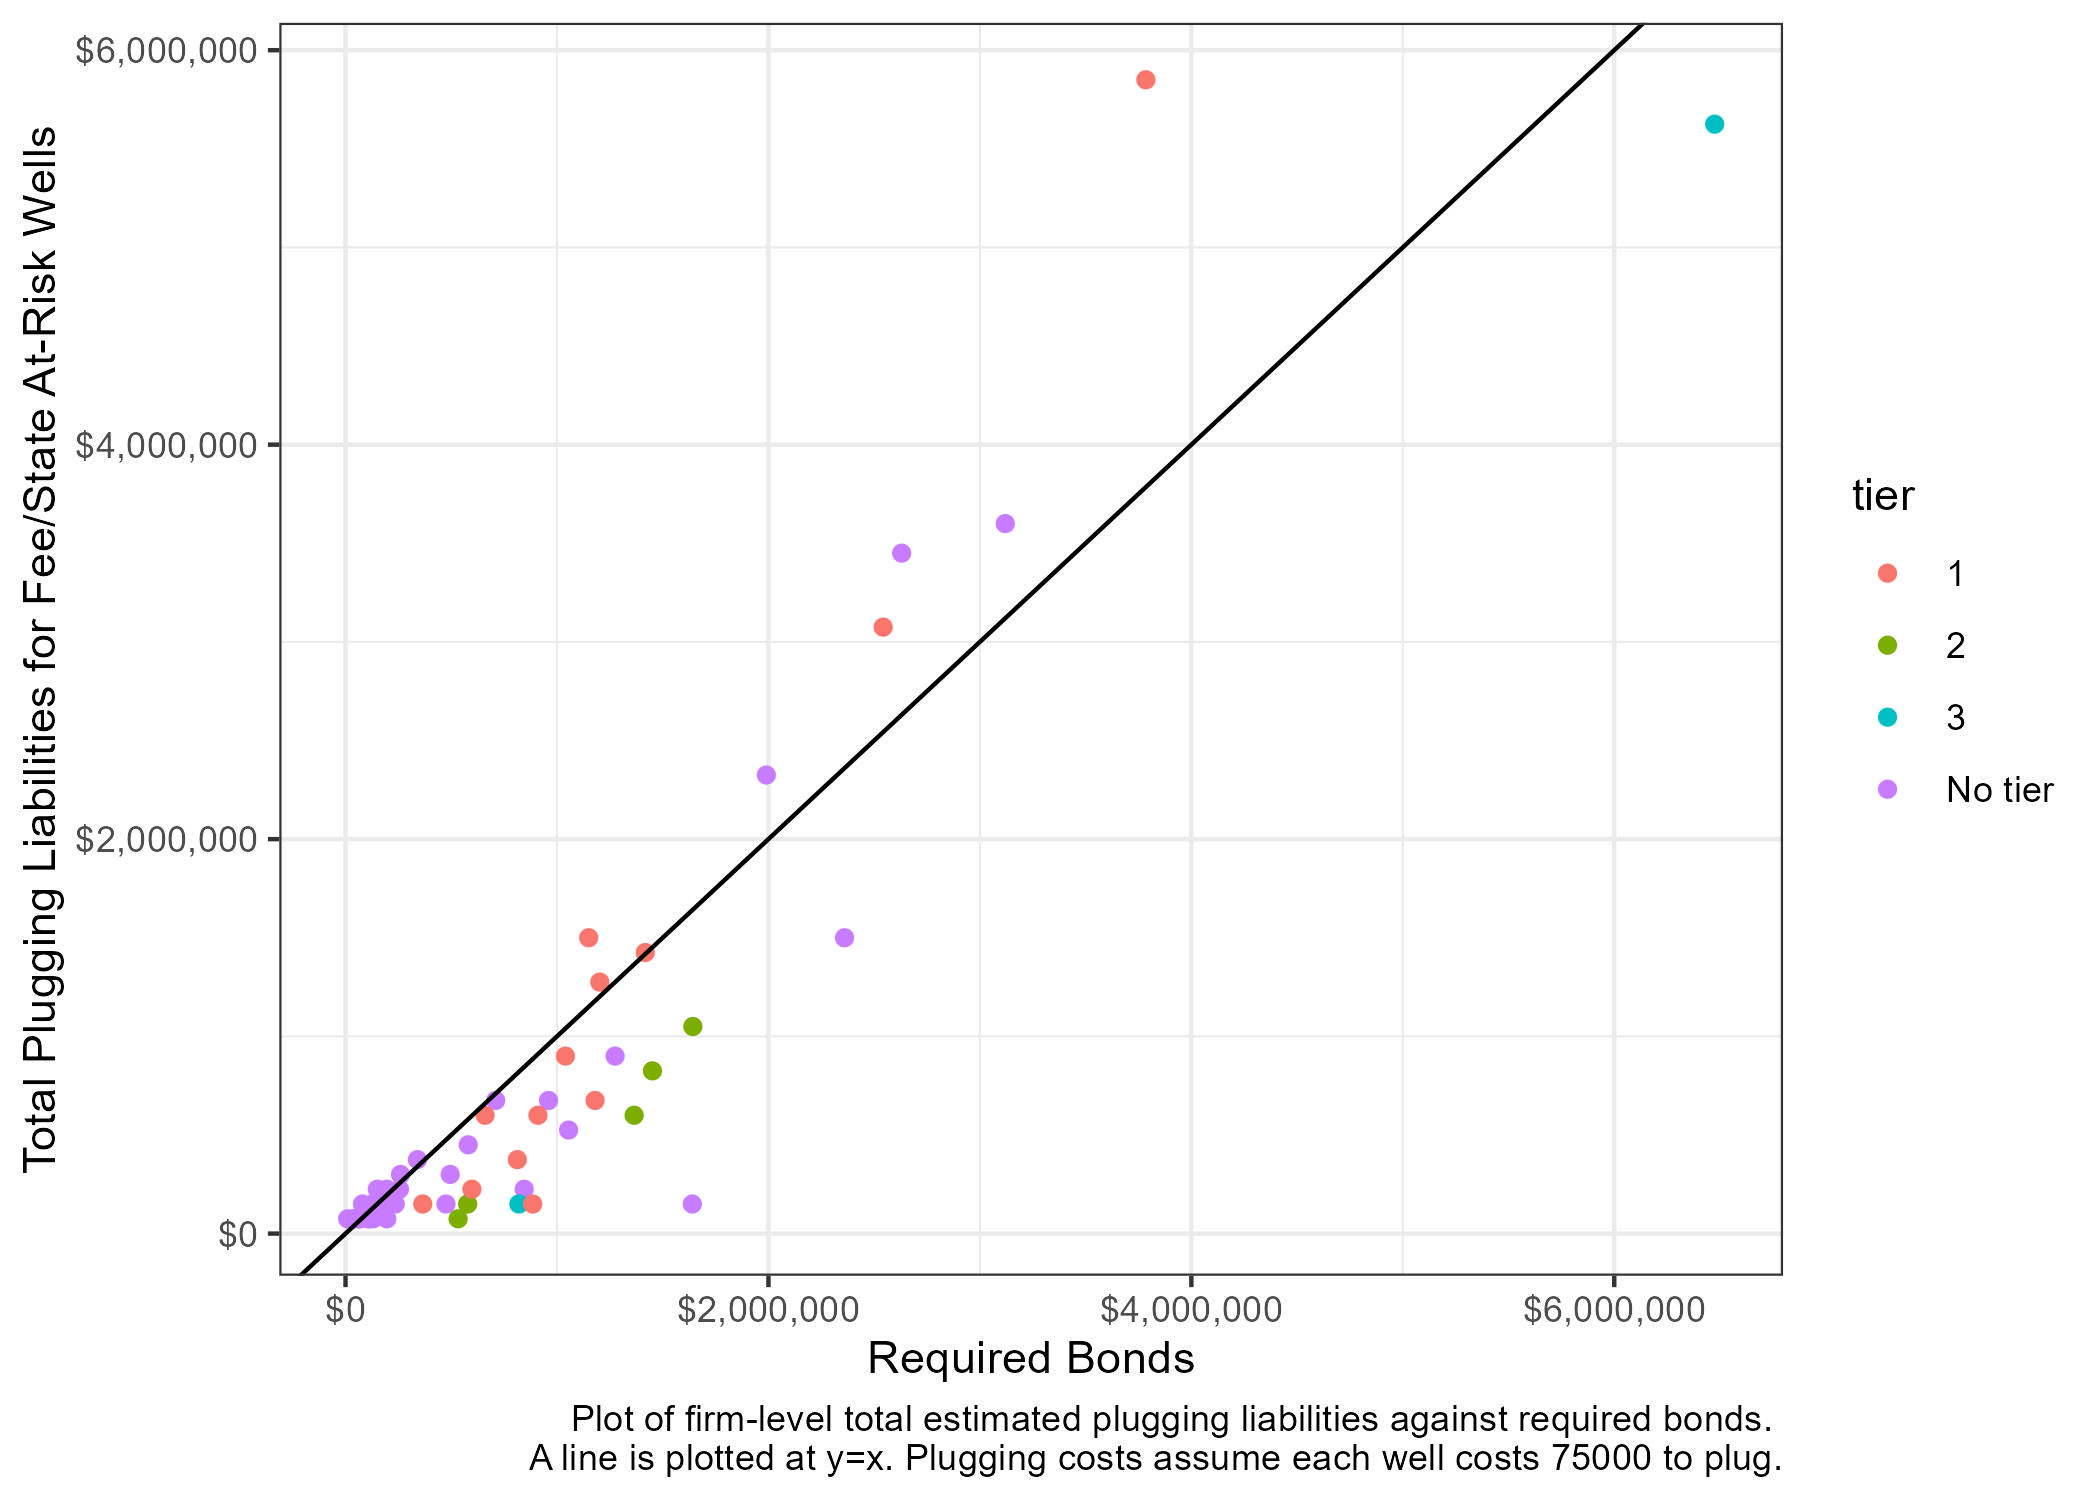 $6,000,000
$4,000,000
$2,000,000
$0
Total Plugging Liabilities for Fee/State At-Risk Wells
$0
$2,000,000
$4,000,000
$6,000,000
Required Bonds
tier
1
2
3
No tier
Plot of firm-level total estimated plugging liabilities against required bonds.
A line is plotted at y=x. Plugging costs assume each well costs 75000 to plug.